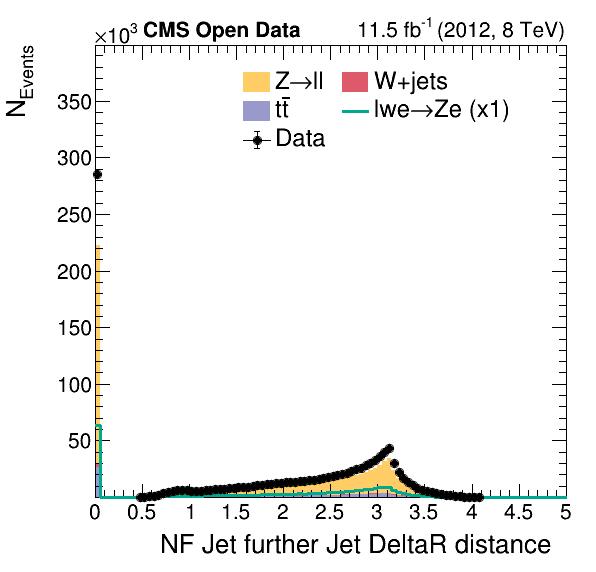 ×10³ CMS Open Data 11.5 fb⁻¹ (2012, 8 TeV)
N_Events
Z→ll W+jets
tt̄ lwe→Ze (x1)
Data
350
300
250
200
150
100
50
0 0.5 1 1.5 2 2.5 3 3.5 4 4.5 5
NF Jet further Jet DeltaR distance